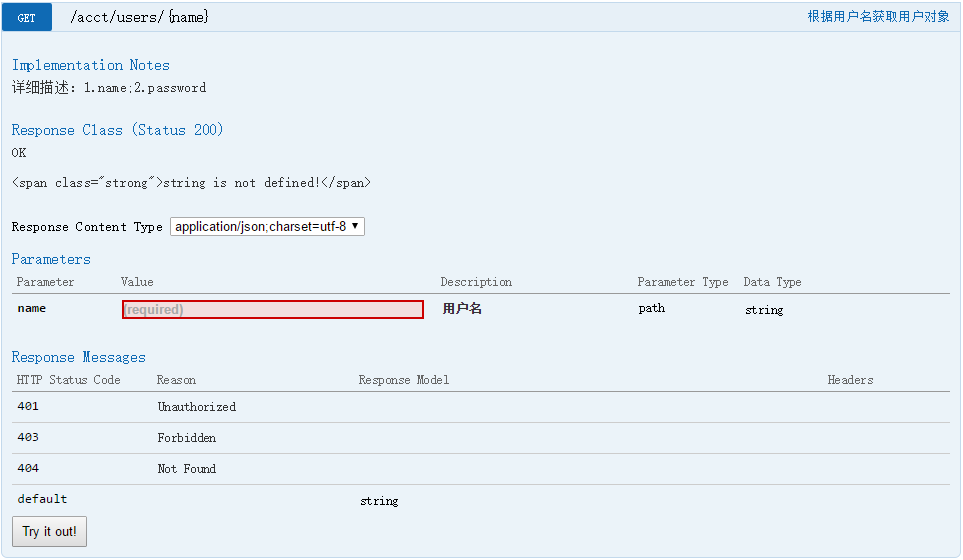 GET /acct/users/{name} 根据用户名获取用户对象
Implementation Notes
详细描述：1.name;2.password
Response Class (Status 200)
OK
<span class="strong">string is not defined!</span>
Response Content Type application/json;charset=utf-8
Parameters
Parameter Value Description Parameter Type Data Type
name (required) 用户名 path string
Response Messages
HTTP Status Code Reason Response Model Headers
401 Unauthorized
403 Forbidden
404 Not Found
default string
Try it out!